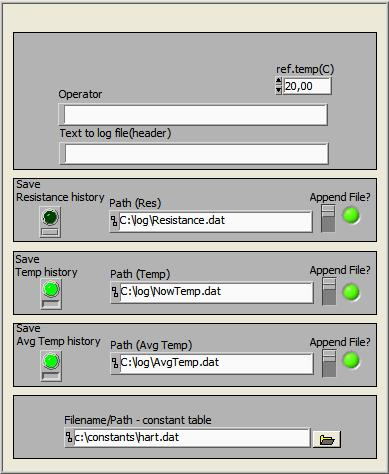 ref.temp(C)
20,00
Operator
Text to log file(header)
Save
Resistance history
Path (Res)
Append File?
C:\log\Resistance.dat
Save
Temp history
Path (Temp)
Append File?
C:\log\NowTemp.dat
Save
Avg Temp history
Path (Avg Temp)
Append File?
C:\log\AvgTemp.dat
Filename/Path - constant table
c:\constants\hart.dat